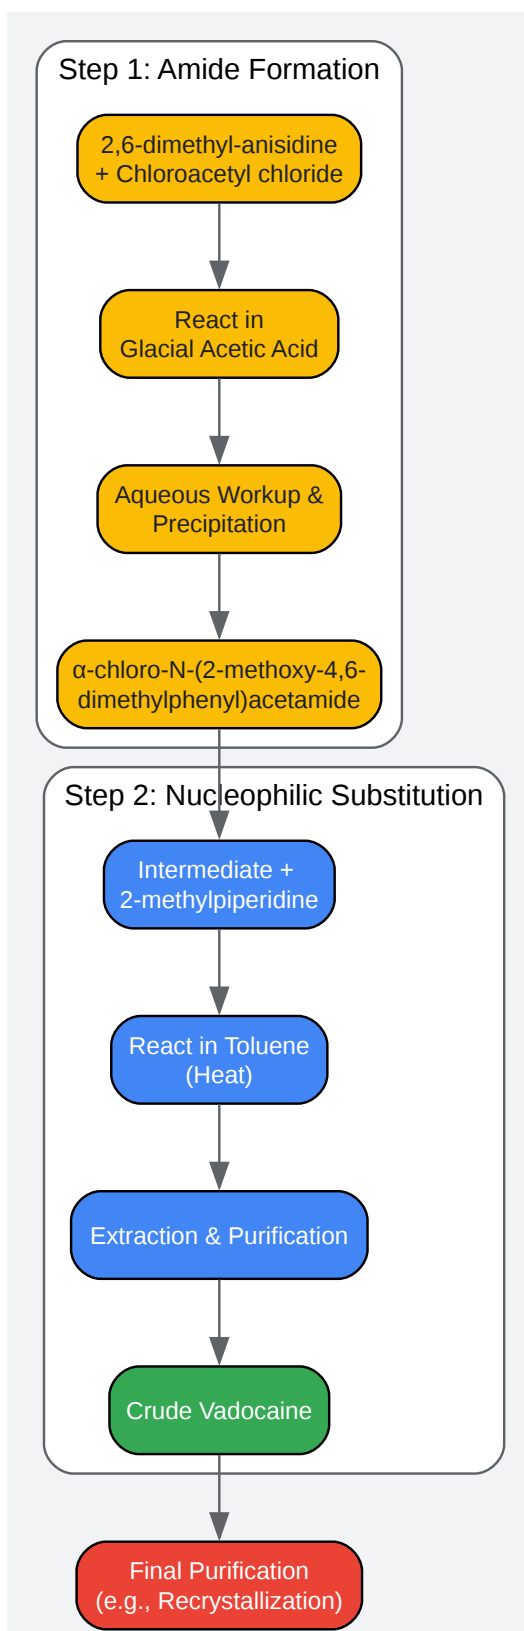 Step 1: Amide Formation
2,6-dimethyl-anisidine
+ Chloroacetyl chloride
React in
Glacial Acetic Acid
Aqueous Workup &
Precipitation
α-chloro-N-(2-methoxy-4,6-
dimethylphenyl)acetamide
Step 2: Nucleophilic Substitution
Intermediate +
2-methylpiperidine
React in Toluene
(Heat)
Extraction & Purification
Crude Vadocaine
Final Purification
(e.g., Recrystallization)